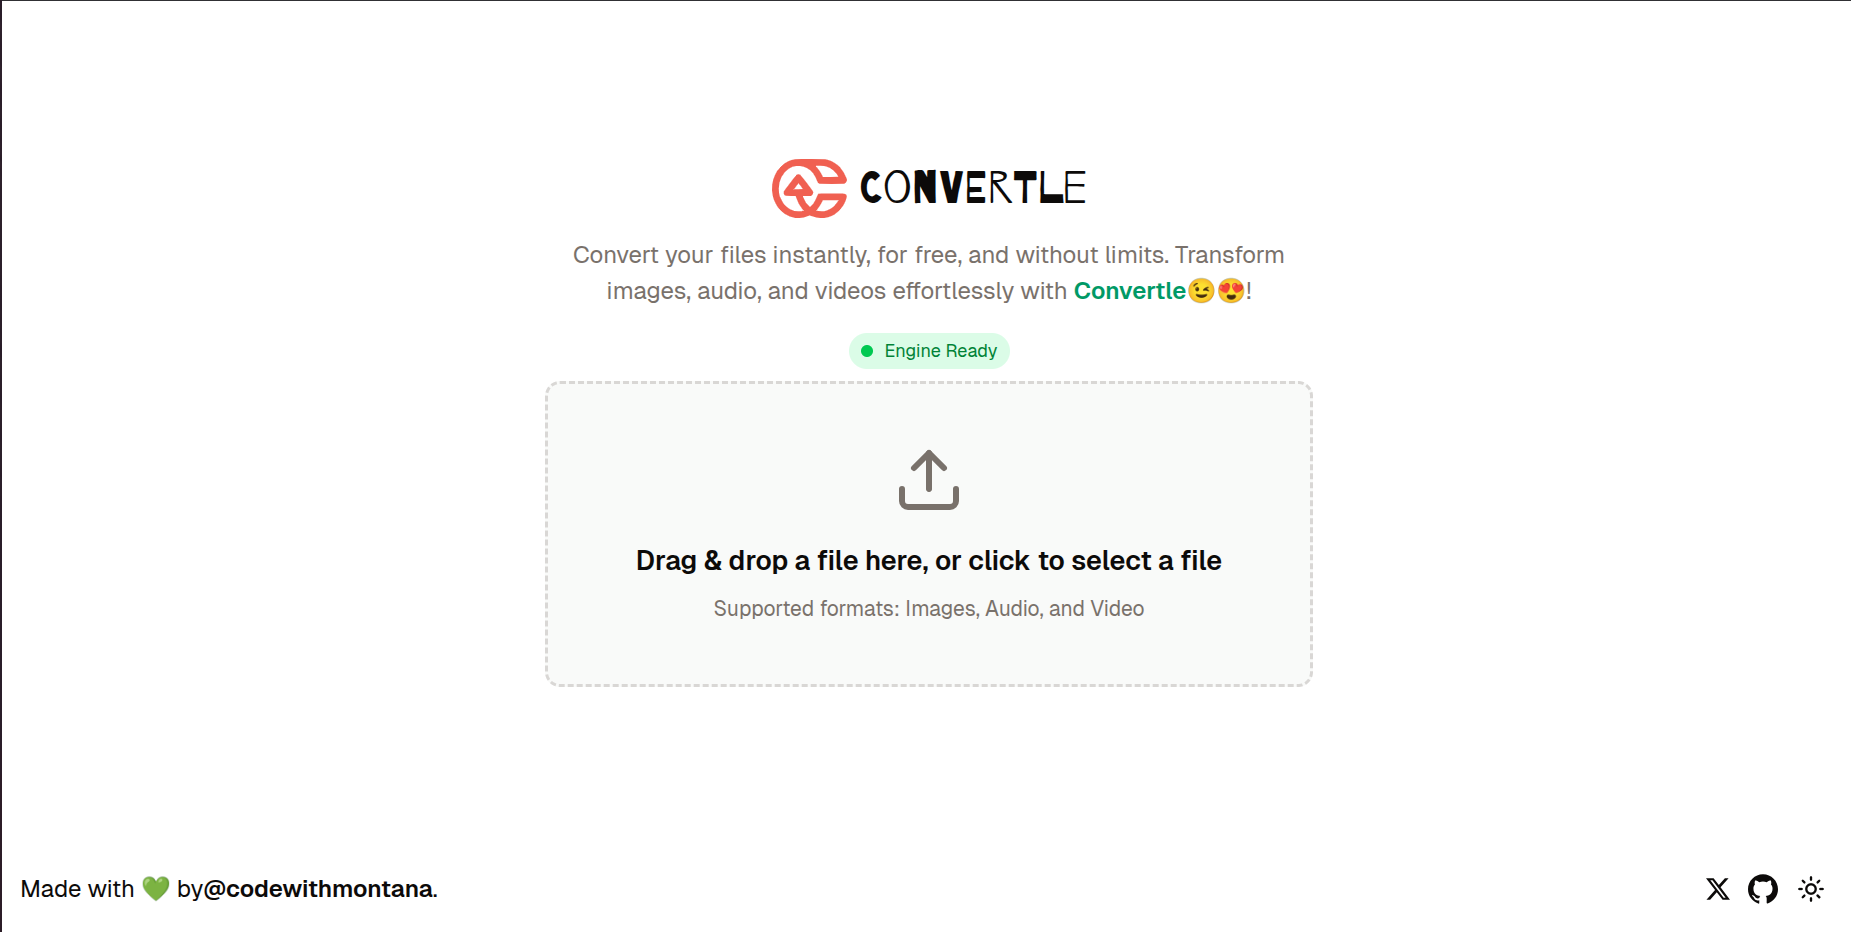 CONVERTLE
Convert your files instantly, for free, and without limits. Transform
images, audio, and videos effortlessly with Convertle😉😍!
Engine Ready
Drag & drop a file here, or click to select a file
Supported formats: Images, Audio, and Video
Made with 💚 by@codewithmontana.